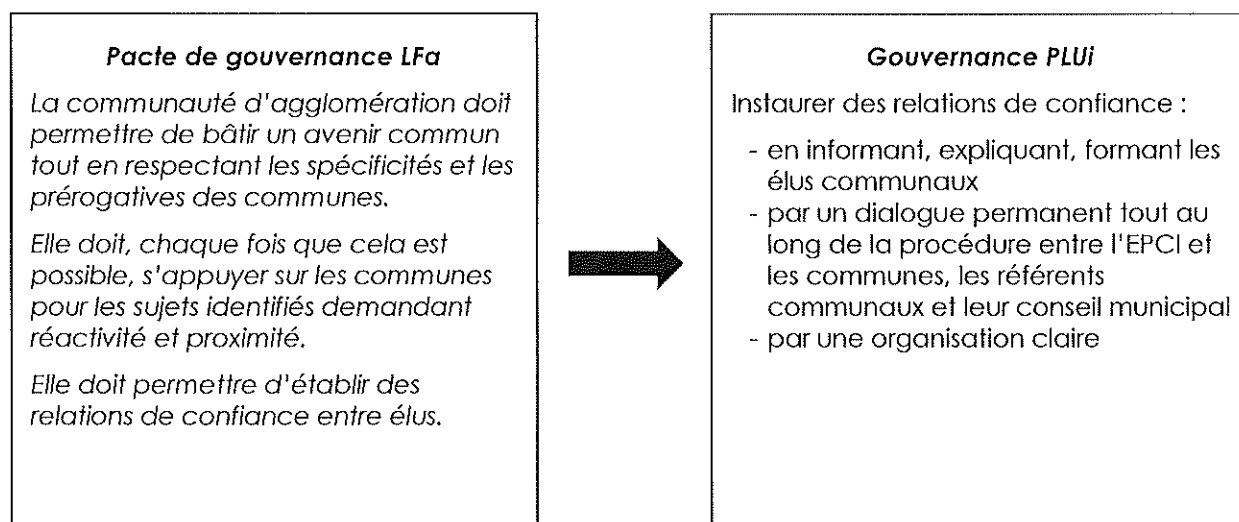 Pacte de gouvernance LFa
La communauté d'agglomération doit
permettre de bâtir un avenir commun
tout en respectant les spécificités et les
prérogatives des communes.
Elle doit, chaque fois que cela est
possible, s'appuyer sur les communes
pour les sujets identifiés demandant
réactivité et proximité.
Elle doit permettre d'établir des
relations de confiance entre élus.
Gouvernance PLUi
Instaurer des relations de confiance :
- en informant, expliquant, formant les
élus communaux
- par un dialogue permanent tout au
long de la procédure entre l'EPCI et
les communes, les référents
communaux et leur conseil municipal
- par une organisation claire